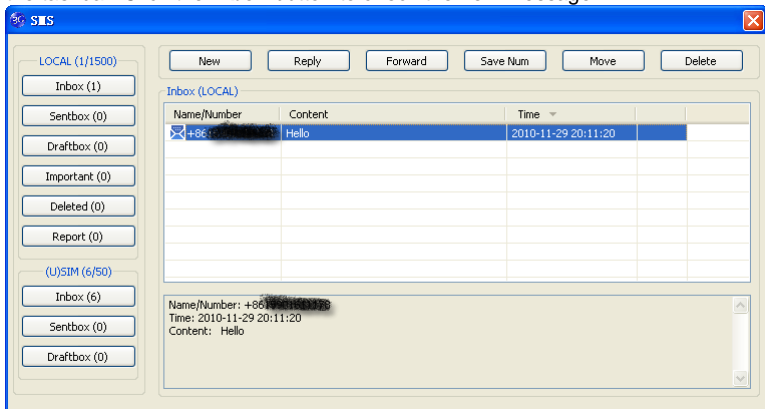 SMS
LOCAL (1/1500)
Inbox (1)
Sentbox (0)
Draftbox (0)
Important (0)
Deleted (0)
Report (0)
(U)SIM (6/50)
Inbox (6)
Sentbox (0)
Draftbox (0)
New Reply Forward Save Num Move Delete
Inbox (LOCAL)
Name/Number Content Time
+86 Hello 2010-11-29 20:11:20
Name/Number: +86
Time: 2010-11-29 20:11:20
Content: Hello